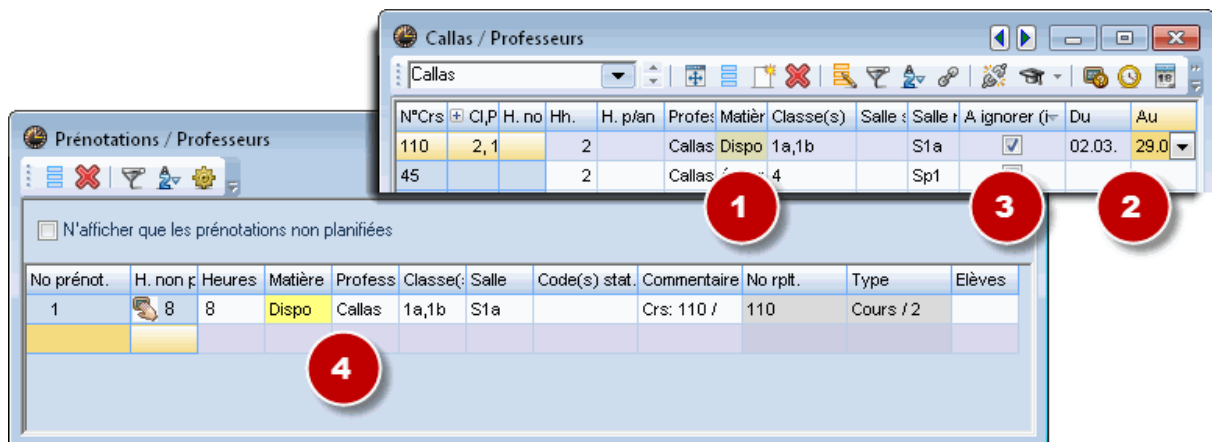 Callas / Professeurs
Callas
18
N°Crs Cl,P H. no Hh. H. p/an Profes Matièr Classe(s) Salle Salle A ignorer (i Du Au
110 2, 1 2 Callas Dispo 1a,1b S1a 02.03. 29.0
45 2 Callas 4 Sp1
1
3
2
Prénotations / Professeurs
N'afficher que les prénotations non planifiées
No prénot. H. non p Heures Matière Profess Classe(s Salle Code(s) stat. Commentaire No rplt. Type Elèves
1 8 8 Dispo Callas 1a,1b S1a Crs: 110 / 110 Cours / 2
4